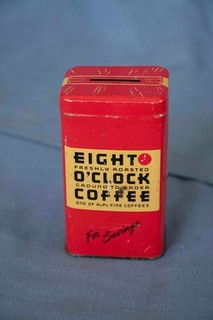 EIGHT
FRESHLY ROASTED
O'CLOCK
GROUND TO ORDER
COFFEE
ONE OF A&P'S FINE COFFEES
For Savings